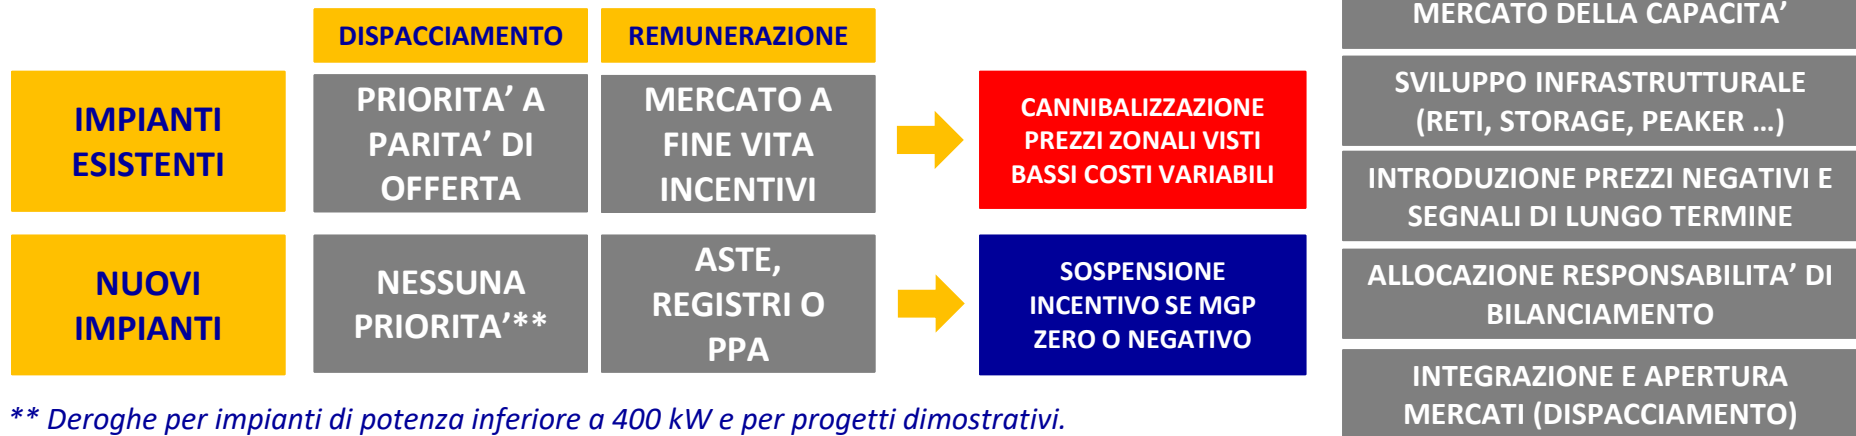 DISPACCIAMENTO
REMUNERAZIONE
IMPIANTI
ESISTENTI
PRIORITA’ A
PARITA’ DI
OFFERTA
MERCATO A
FINE VITA
INCENTIVI
CANNIBALIZZAZIONE
PREZZI ZONALI VISTI
BASSI COSTI VARIABILI
NUOVI
IMPIANTI
NESSUNA
PRIORITA’**
ASTE,
REGISTRI O
PPA
SOSPENSIONE
INCENTIVO SE MGP
ZERO O NEGATIVO
** Deroghe per impianti di potenza inferiore a 400 kW e per progetti dimostrativi.
MERCATO DELLA CAPACITA’
SVILUPPO INFRASTRUTTURALE
(RETI, STORAGE, PEAKER …)
INTRODUZIONE PREZZI NEGATIVI E
SEGNALI DI LUNGO TERMINE
ALLOCAZIONE RESPONSABILITA’ DI
BILANCIAMENTO
INTEGRAZIONE E APERTURA
MERCATI (DISPACCIAMENTO)